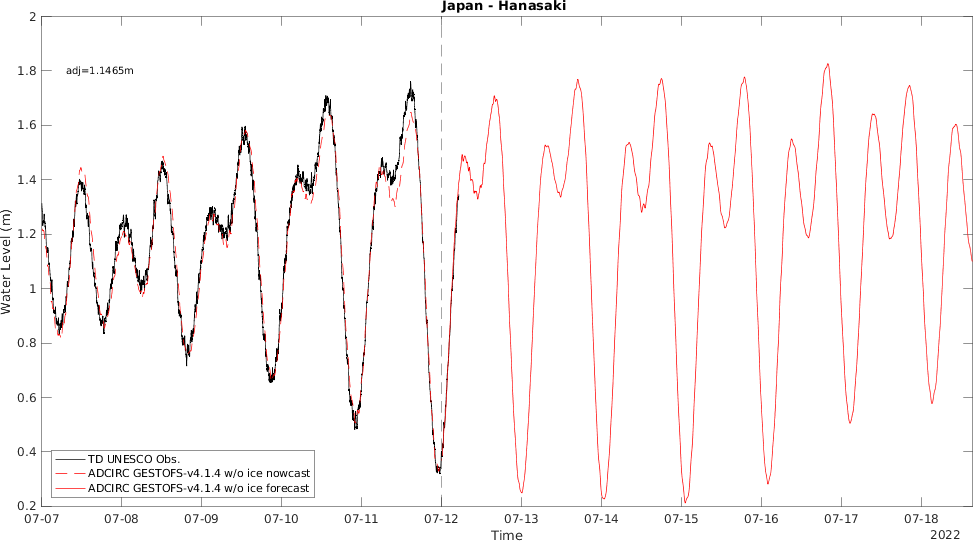 Japan - Hanasaki
2
1.8
1.6
1.4
1.2
1
0.8
0.6
0.4
0.2
Water Level (m)
adj=1.1465m
TD UNESCO Obs.
ADCIRC GESTOFS-v4.1.4 w/o ice nowcast
ADCIRC GESTOFS-v4.1.4 w/o ice forecast
07-07 07-08 07-09 07-10 07-11 07-12 07-13 07-14 07-15 07-16 07-17 07-18
Time
2022